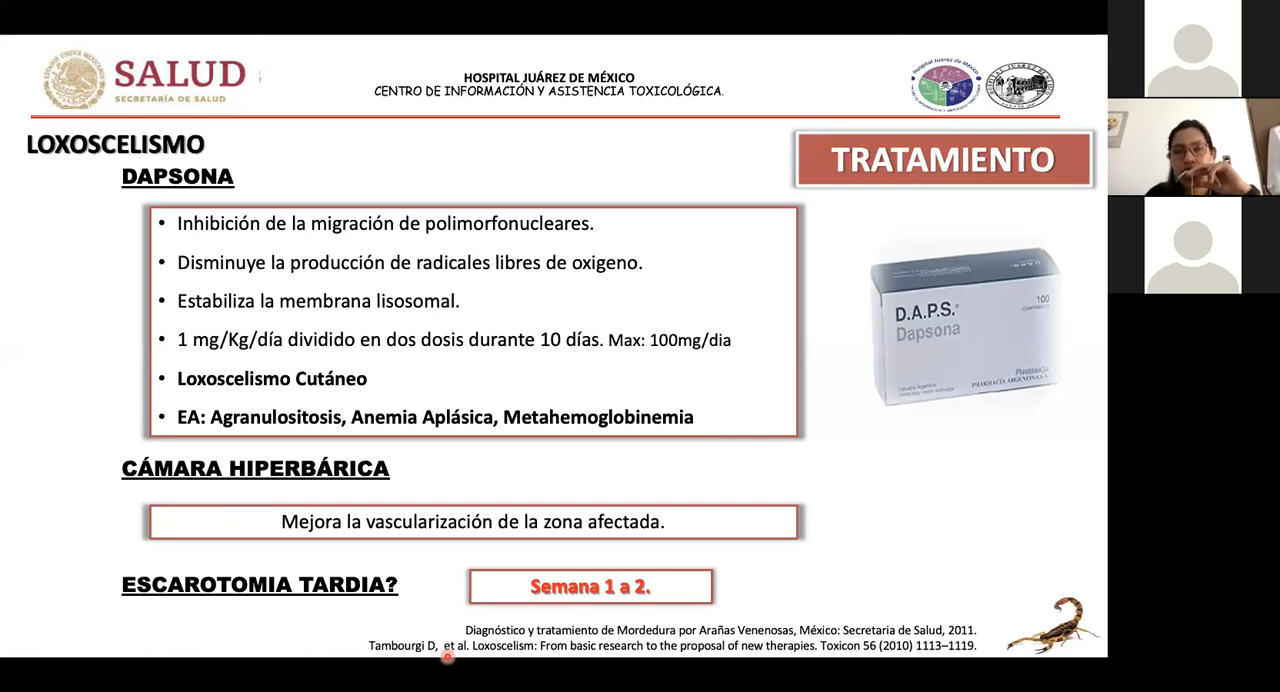 SALUD
SECRETARÍA DE SALUD
HOSPITAL JUÁREZ DE MÉXICO
CENTRO DE INFORMACIÓN Y ASISTENCIA TOXICOLÓGICA.
LOXOSCELISMO
TRATAMIENTO
DAPSONA
• Inhibición de la migración de polimorfonucleares.
• Disminuye la producción de radicales libres de oxigeno.
• Estabiliza la membrana lisosomal.
• 1 mg/Kg/día dividido en dos dosis durante 10 días. Max: 100mg/dia
• Loxoscelismo Cutáneo
• EA: Agranulositosis, Anemia Aplásica, Metahemoglobinemia
D.A.P.S.®
Dapsona
100
PHARMACIA ARGENTINA
CÁMARA HIPERBÁRICA
Mejora la vascularización de la zona afectada.
ESCAROTOMIA TARDIA?
Semana 1 a 2.
Diagnóstico y tratamiento de Mordedura por Arañas Venenosas, México: Secretaria de Salud, 2011.
Tambourgi D, et al. Loxoscelism: From basic research to the proposal of new therapies. Toxicon 56 (2010) 1113–1119.